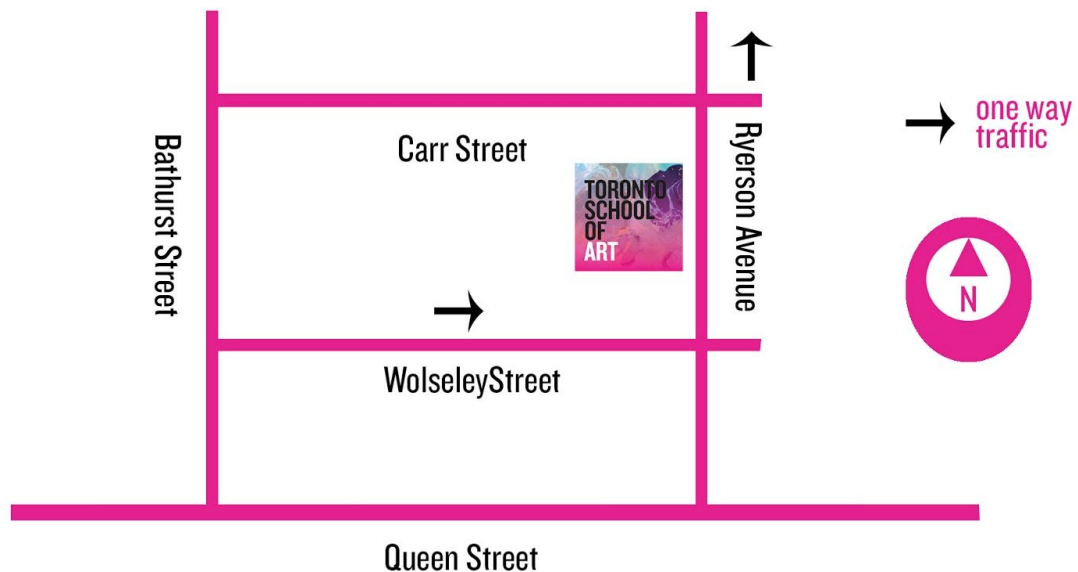 Carr Street
Bathurst Street
TORONTO
SCHOOL
OF
ART
Ryerson Avenue
one way
traffic
N
WolseleyStreet
Queen Street